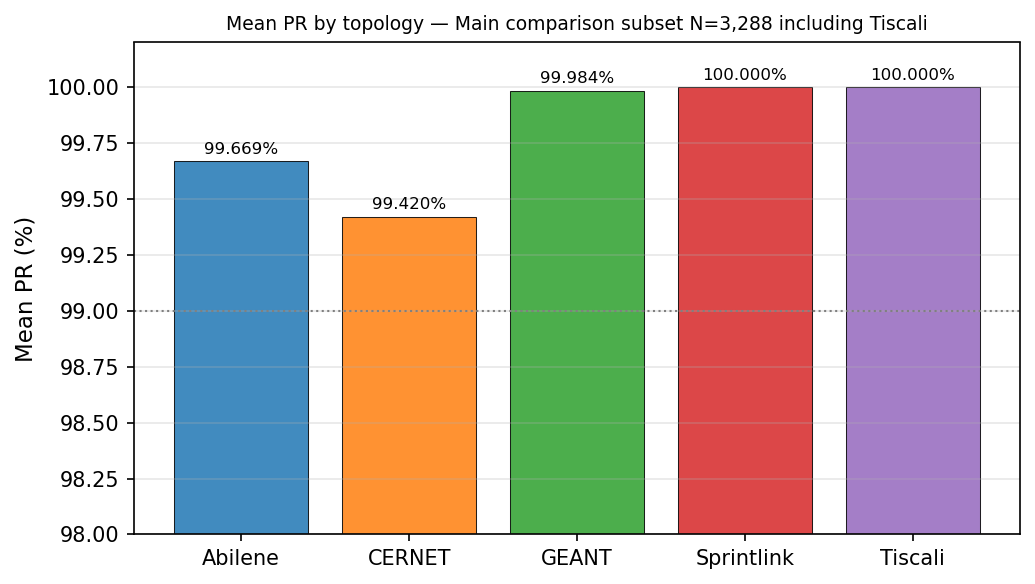 Mean PR by topology — Main comparison subset N=3,288 including Tiscali
Mean PR (%)
100.00
99.75
99.50
99.25
99.00
98.75
98.50
98.25
98.00
99.669%
99.420%
99.984%
100.000%
100.000%
Abilene
CERNET
GEANT
Sprintlink
Tiscali